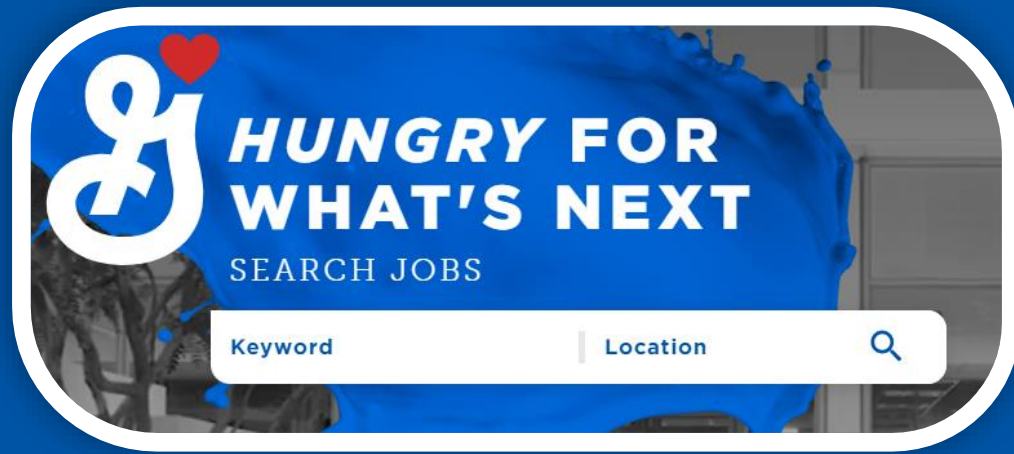 G
HUNGRY FOR
WHAT'S NEXT
SEARCH JOBS
Keyword
Location